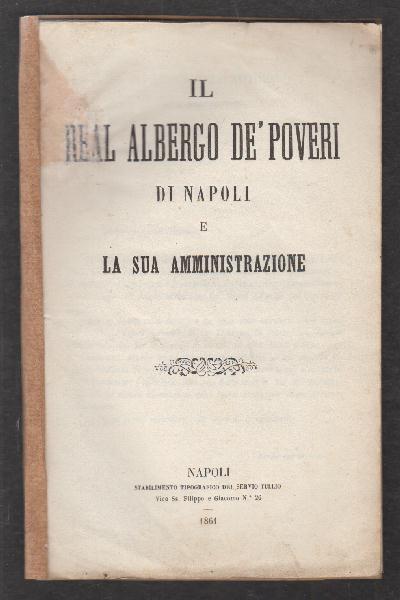 IL
REAL ALBERGO DE' POVERI
DI NAPOLI
E
LA SUA AMMINISTRAZIONE
NAPOLI
STABILIMENTO TIPOGRAFICO DEL SERVIO TULLIO
Vico Ss. Filippo e Giacomo N.° 26
1861